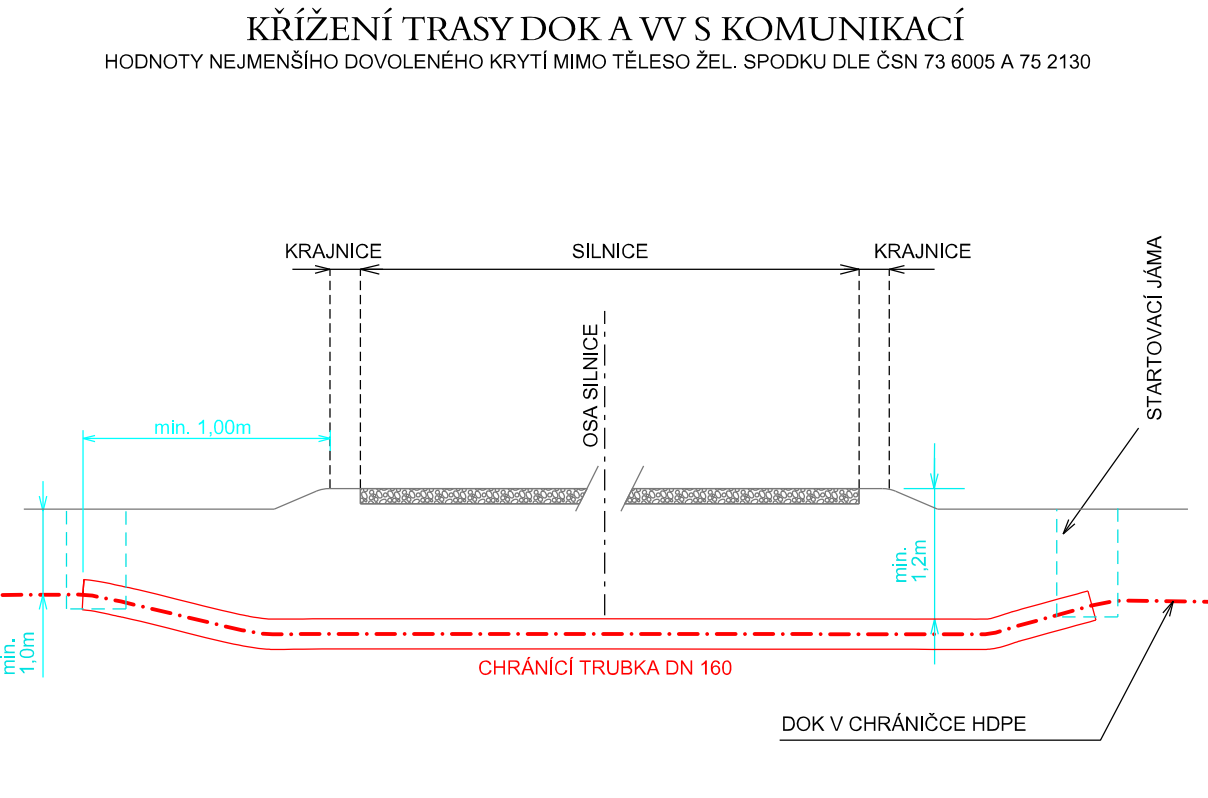 KŘÍŽENÍ TRASY DOK A VV S KOMUNIKACÍ
HODNOTY NEJMENŠÍHO DOVOLENÉHO KRYTÍ MIMO TĚLESO ŽEL. SPODKU DLE ČSN 73 6005 A 75 2130
KRAJNICE
SILNICE
KRAJNICE
STARTOVACÍ JÁMA
OSA SILNICE
min. 1,00m
min.
1,2m
min.
1,0m
CHRÁNÍCÍ TRUBKA DN 160
DOK V CHRÁNIČCE HDPE